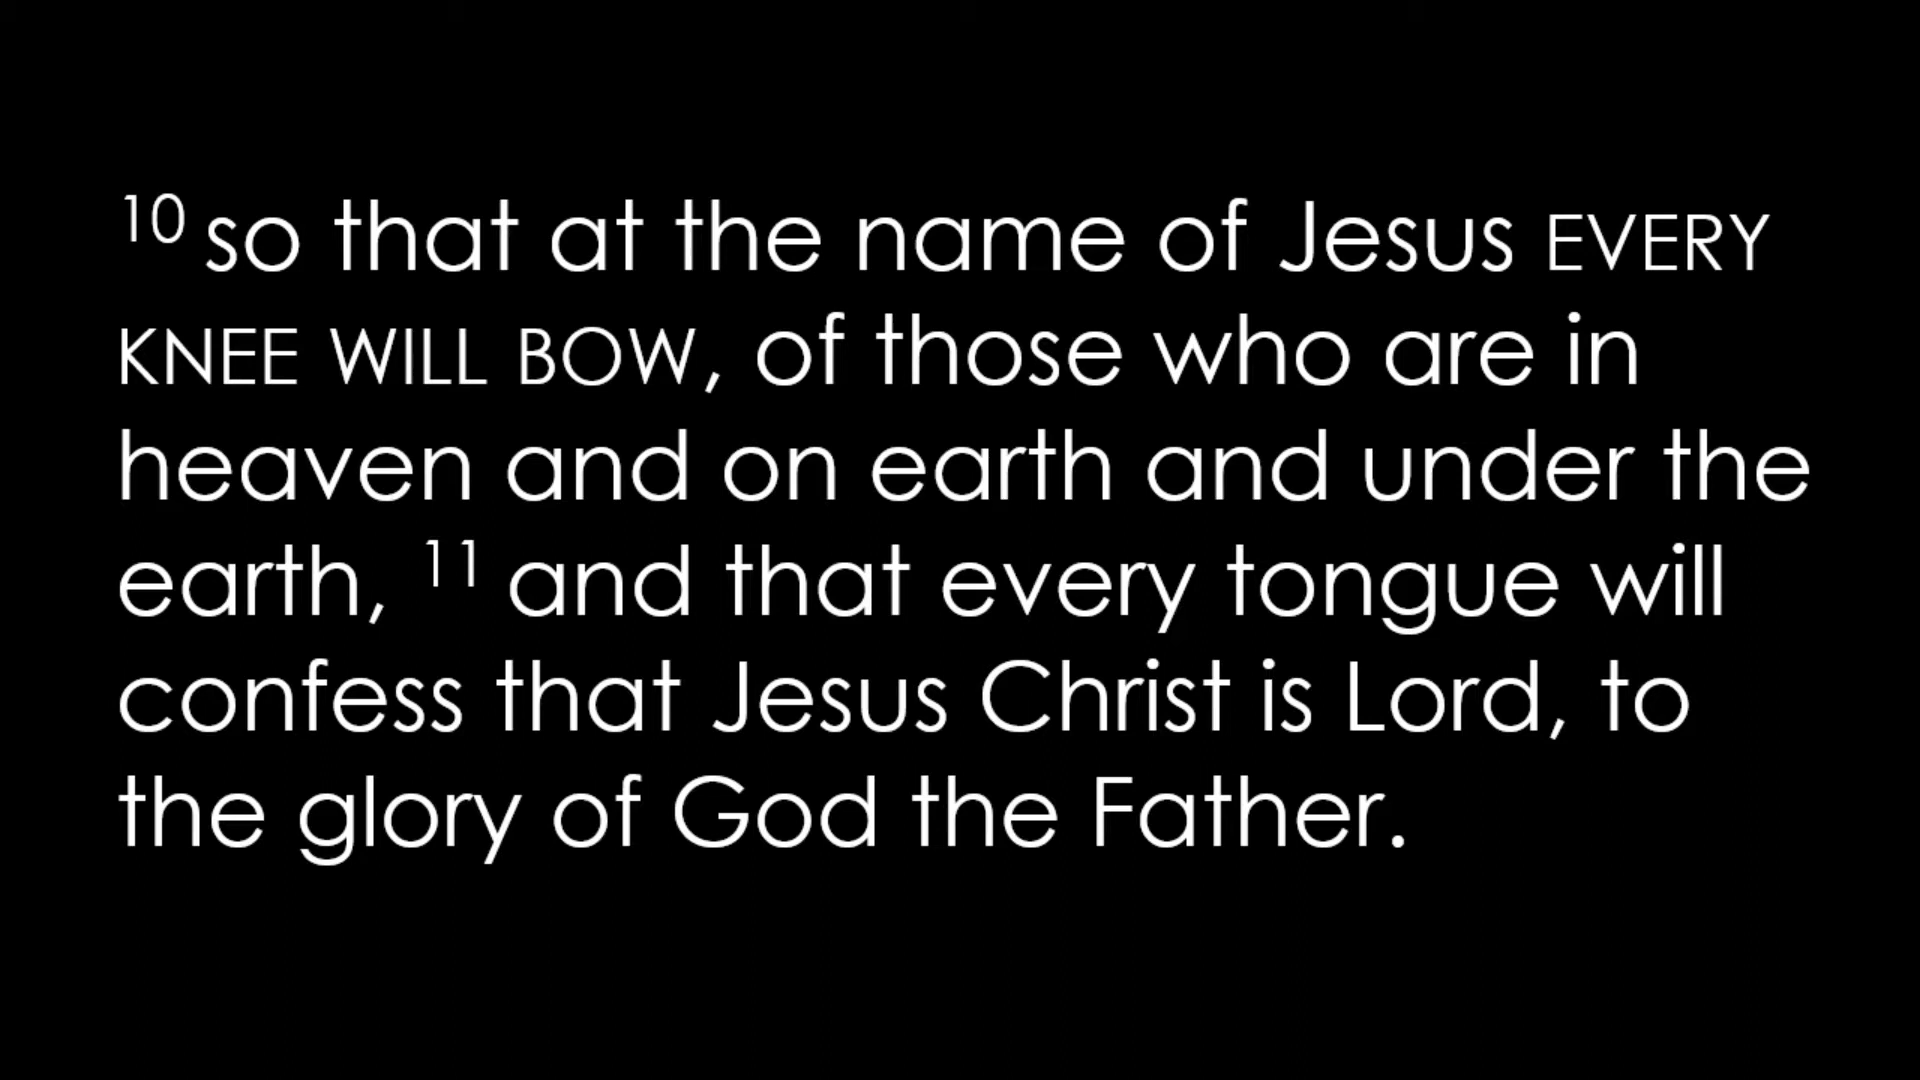 10 so that at the name of Jesus EVERY
KNEE WILL BOW, of those who are in
heaven and on earth and under the
earth, 11 and that every tongue will
confess that Jesus Christ is Lord, to
the glory of God the Father.